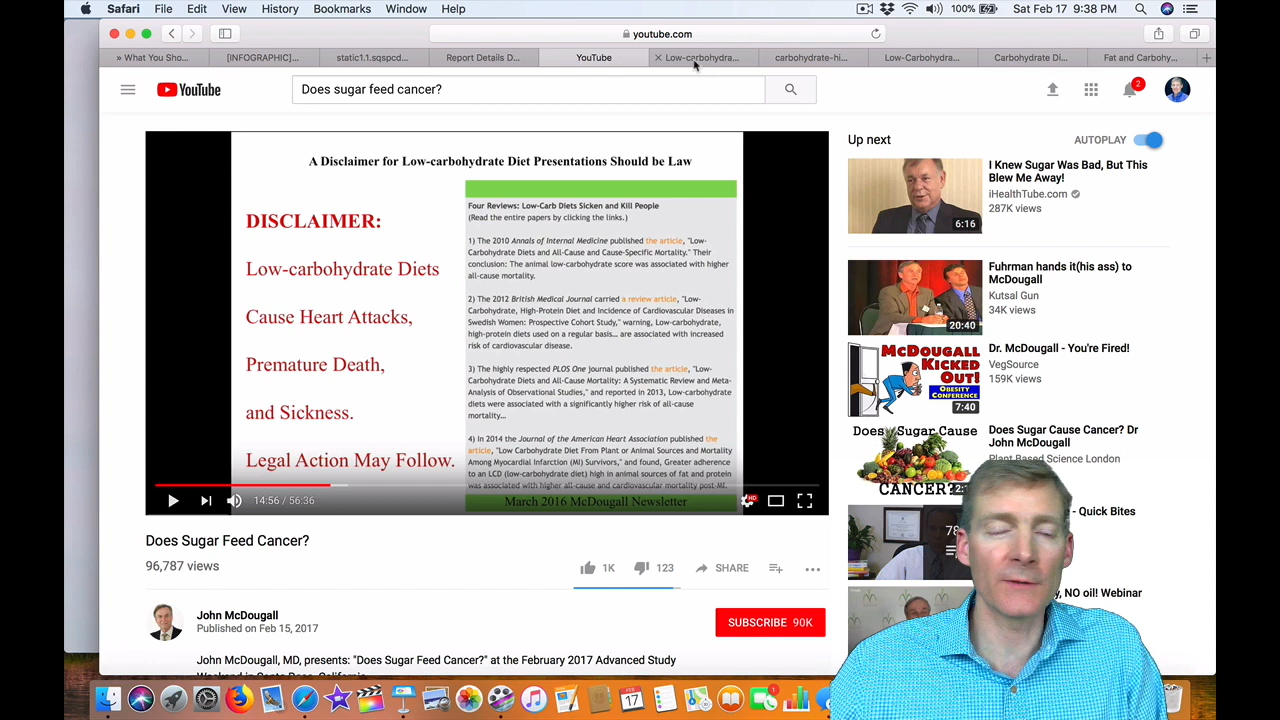 Safari File Edit View History Bookmarks Window Help
100% Sat Feb 17 9:38 PM
youtube.com
» What You Sho...
[INFOGRAPHIC]...
static1.1.sqspcd...
Report Details D...
YouTube
Low-carbohydra...
carbohydrate-hi...
Low-Carbohydra...
Carbohydrate Di...
Fat and Carbohy...
YouTube
Does sugar feed cancer?
2
A Disclaimer for Low-carbohydrate Diet Presentations Should be Law
DISCLAIMER:
Low-carbohydrate Diets
Cause Heart Attacks,
Premature Death,
and Sickness.
Legal Action May Follow.
Four Reviews: Low-Carb Diets Sicken and Kill People
(Read the entire papers by clicking the links.)
1) The 2010 Annals of Internal Medicine published the article, "Low-
Carbohydrate Diets and All-Cause and Cause-Specific Mortality." Their
conclusion: The animal low-carbohydrate score was associated with higher
all-cause mortality.
2) The 2012 British Medical Journal carried a review article, "Low-
Carbohydrate, High-Protein Diet and Incidence of Cardiovascular Diseases in
Swedish Women: Prospective Cohort Study," warning, Low-carbohydrate,
high-protein diets used on a regular basis... are associated with increased
risk of cardiovascular disease.
3) The highly respected PLOS One journal published the article, "Low-
Carbohydrate Diets and All-Cause Mortality: A Systematic Review and Meta-
Analysis of Observational Studies," and reported in 2013, Low-carbohydrate
diets were associated with a significantly higher risk of all-cause
mortality...
4) In 2014 the Journal of the American Heart Association published the
article, "Low Carbohydrate Diet From Plant or Animal Sources and Mortality
Among Myocardial Infarction (MI) Survivors," and found, Greater adherence
to an LCD (low-carbohydrate diet) high in animal sources of fat and protein
was associated with higher all-cause and cardiovascular mortality post-MI.
March 2016 McDougall Newsletter
14:56 / 56:36
HD
Does Sugar Feed Cancer?
96,787 views
1K
123
SHARE
John McDougall
Published on Feb 15, 2017
SUBSCRIBE 90K
John McDougall, MD, presents: "Does Sugar Feed Cancer?" at the February 2017 Advanced Study
Up next
AUTOPLAY
I Knew Sugar Was Bad, But This
Blew Me Away!
iHealthTube.com
287K views
6:16
Fuhrman hands it(his ass) to
McDougall
Kutsal Gun
34K views
20:40
McDOUGALL
KICKED
OUT!
OBESITY
CONFERENCE
7:40
Dr. McDougall - You're Fired!
VegSource
159K views
Does Sugar Cause
CANCER?
Does Sugar Cause Cancer? Dr
John McDougall
Plant Based Science London
- Quick Bites
NO oil! Webinar
FEB
17